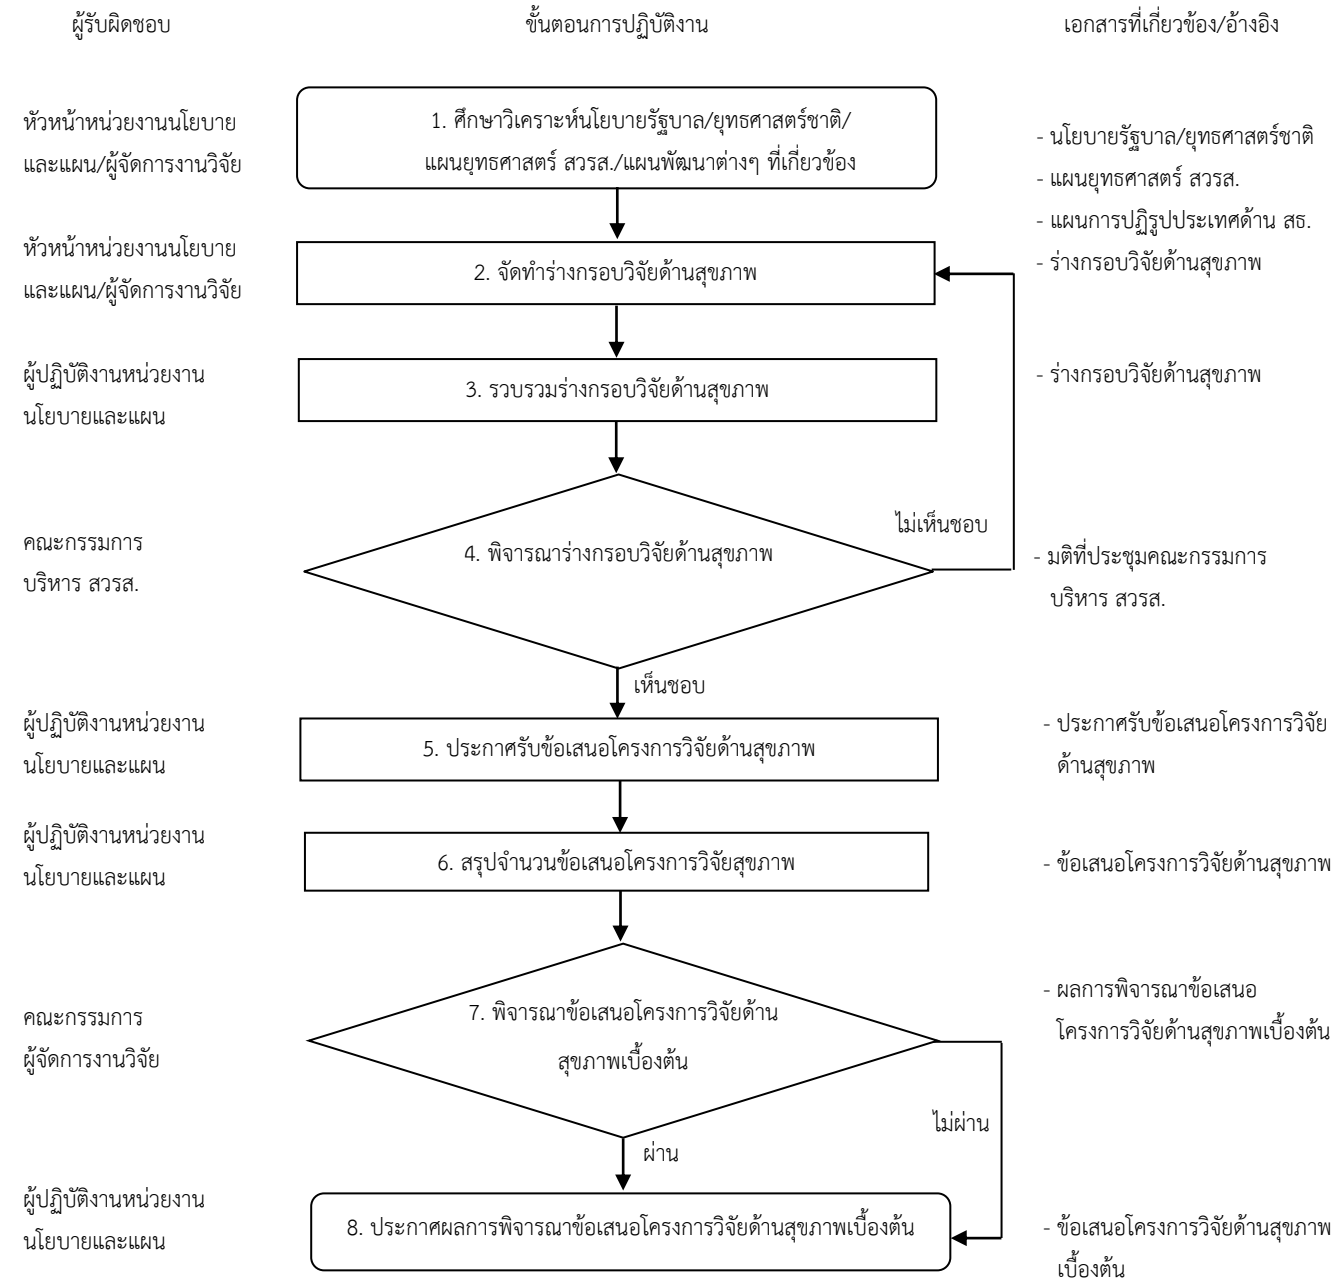 ผู้รับผิดชอบ
ขั้นตอนการปฏิบัติงาน
เอกสารที่เกี่ยวข้อง/อ้างอิง
หัวหน้าหน่วยงานนโยบาย
และแผน/ผู้จัดการงานวิจัย
1. ศึกษาวิเคราะห์นโยบายรัฐบาล/ยุทธศาสตร์ชาติ/
แผนยุทธศาสตร์ สวรส./แผนพัฒนาต่างๆ ที่เกี่ยวข้อง
- นโยบายรัฐบาล/ยุทธศาสตร์ชาติ
- แผนยุทธศาสตร์ สวรส.
- แผนการปฏิรูปประเทศด้าน สธ.
หัวหน้าหน่วยงานนโยบาย
และแผน/ผู้จัดการงานวิจัย
2. จัดทำร่างกรอบวิจัยด้านสุขภาพ
- ร่างกรอบวิจัยด้านสุขภาพ
ผู้ปฏิบัติงานหน่วยงาน
นโยบายและแผน
3. รวบรวมร่างกรอบวิจัยด้านสุขภาพ
- ร่างกรอบวิจัยด้านสุขภาพ
คณะกรรมการ
บริหาร สวรส.
4. พิจารณาร่างกรอบวิจัยด้านสุขภาพ
ไม่เห็นชอบ
- มติที่ประชุมคณะกรรมการ
บริหาร สวรส.
เห็นชอบ
ผู้ปฏิบัติงานหน่วยงาน
นโยบายและแผน
5. ประกาศรับข้อเสนอโครงการวิจัยด้านสุขภาพ
- ประกาศรับข้อเสนอโครงการวิจัย
ด้านสุขภาพ
ผู้ปฏิบัติงานหน่วยงาน
นโยบายและแผน
6. สรุปจำนวนข้อเสนอโครงการวิจัยสุขภาพ
- ข้อเสนอโครงการวิจัยด้านสุขภาพ
คณะกรรมการ
ผู้จัดการงานวิจัย
7. พิจารณาข้อเสนอโครงการวิจัยด้าน
สุขภาพเบื้องต้น
- ผลการพิจารณาข้อเสนอ
โครงการวิจัยด้านสุขภาพเบื้องต้น
ไม่ผ่าน
ผ่าน
ผู้ปฏิบัติงานหน่วยงาน
นโยบายและแผน
8. ประกาศผลการพิจารณาข้อเสนอโครงการวิจัยด้านสุขภาพเบื้องต้น
- ข้อเสนอโครงการวิจัยด้านสุขภาพ
เบื้องต้น